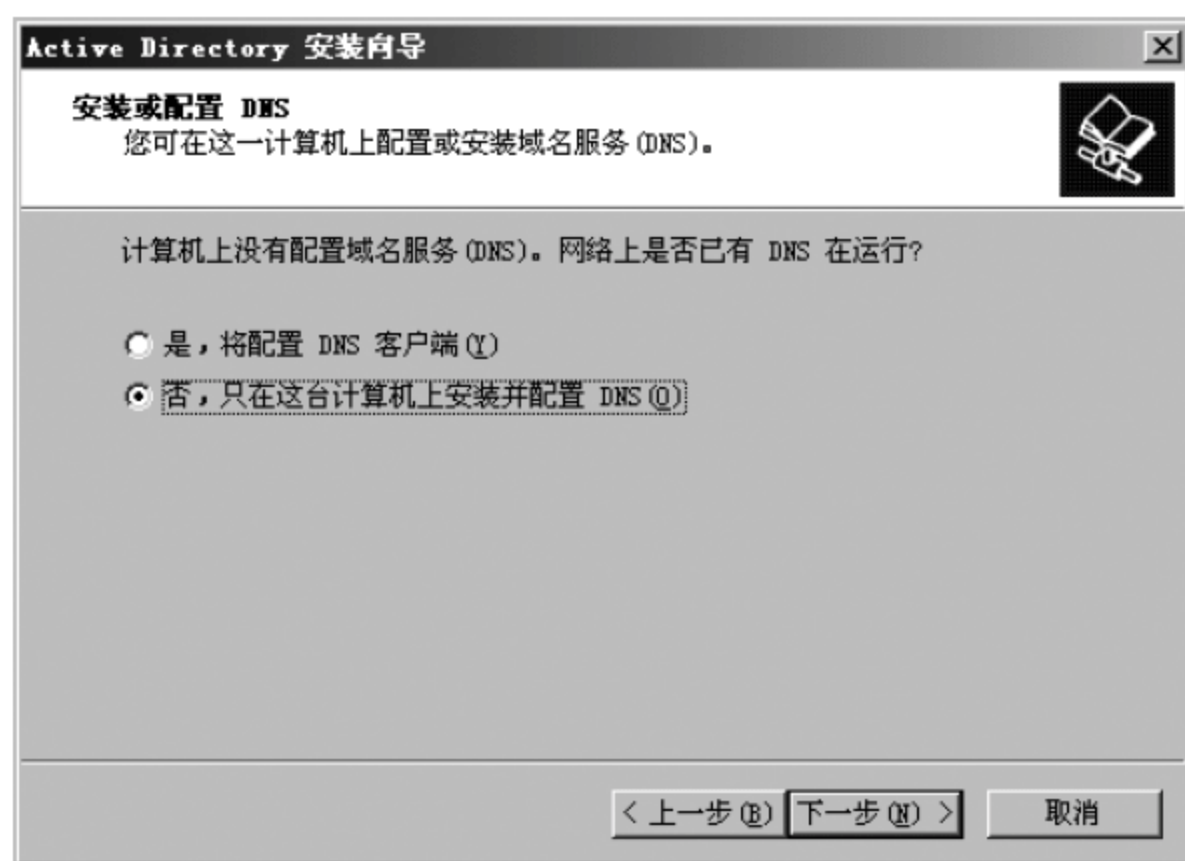 Active Directory 安装向导
安装或配置 DNS
您可在这一计算机上配置或安装域名服务(DNS)。
计算机上没有配置域名服务(DNS)。网络上是否已有 DNS 在运行?
是，将配置 DNS 客户端(Y)
否，只在这台计算机上安装并配置 DNS(O)
< 上一步(B) 下一步(N) > 取消